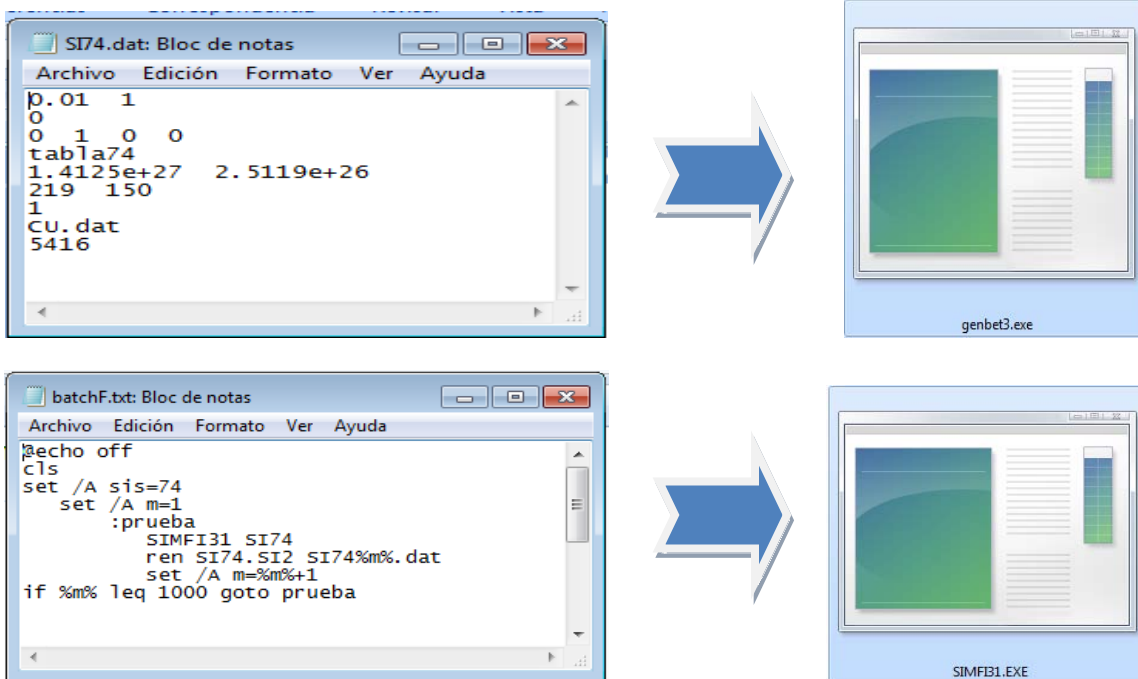 SI74.dat: Bloc de notas
Archivo Edición Formato Ver Ayuda
0.01 1
0
0 1 0 0
tabla74
1.4125e+27 2.5119e+26
219 150
1
CU.dat
5416
genbet3.exe
batchF.txt: Bloc de notas
Archivo Edición Formato Ver Ayuda
@echo off
cls
set /A sis=74
set /A m=1
:prueba
SIMFI31 SI74
ren SI74.SI2 SI74%m%.dat
set /A m=%m%+1
if %m% leq 1000 goto prueba
SIMFI31.EXE